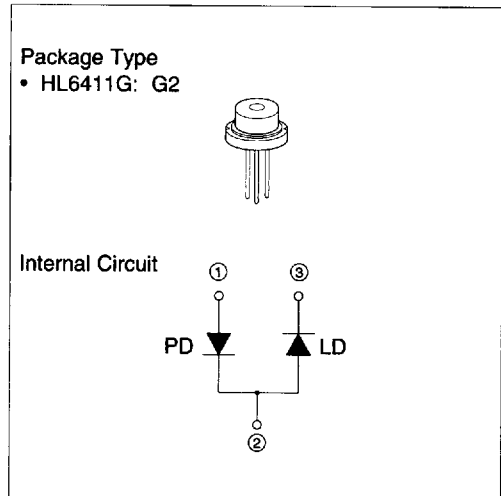 Package Type
• HL6411G: G2
Internal Circuit
① ③
PD LD
②